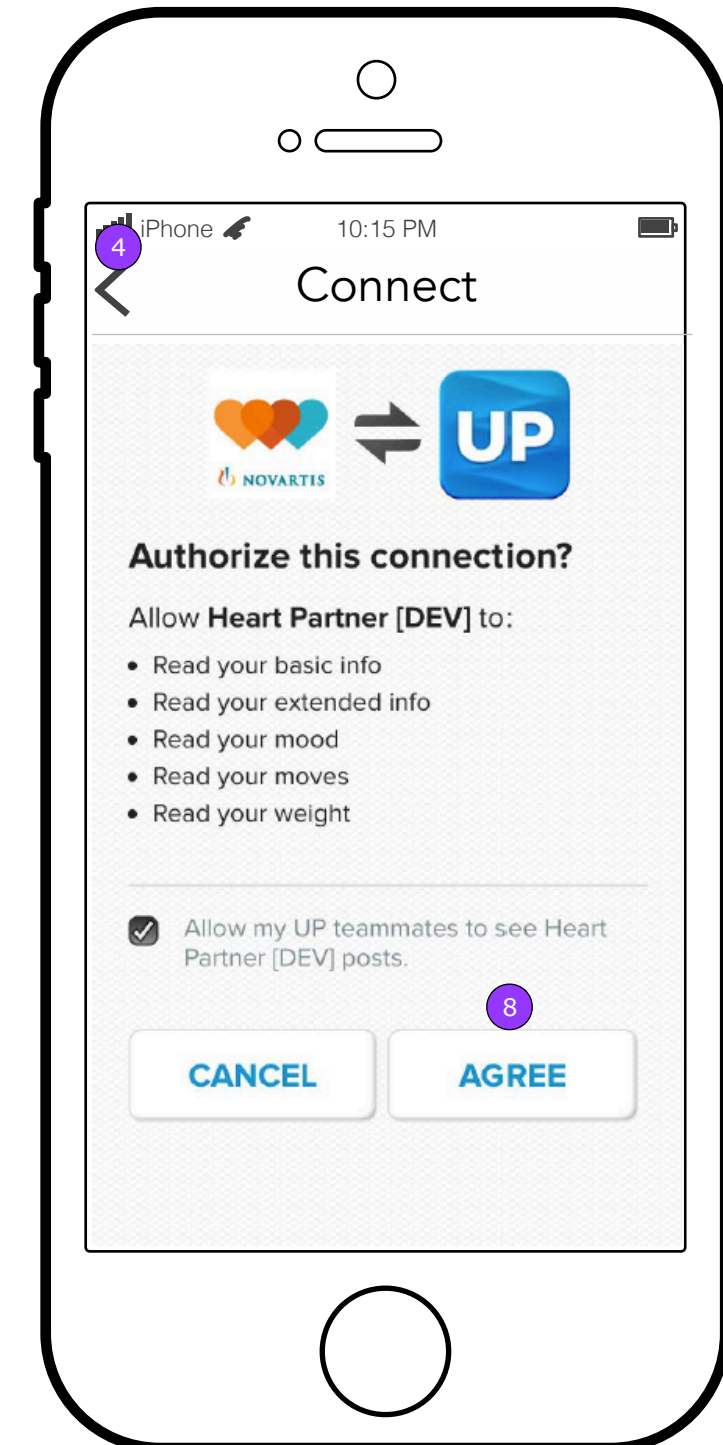 iPhone 10:15 PM
4
Connect
UP
NOVARTIS
Authorize this connection?
Allow Heart Partner [DEV] to:
• Read your basic info
• Read your extended info
• Read your mood
• Read your moves
• Read your weight
Allow my UP teammates to see Heart
Partner [DEV] posts.
8
CANCEL AGREE